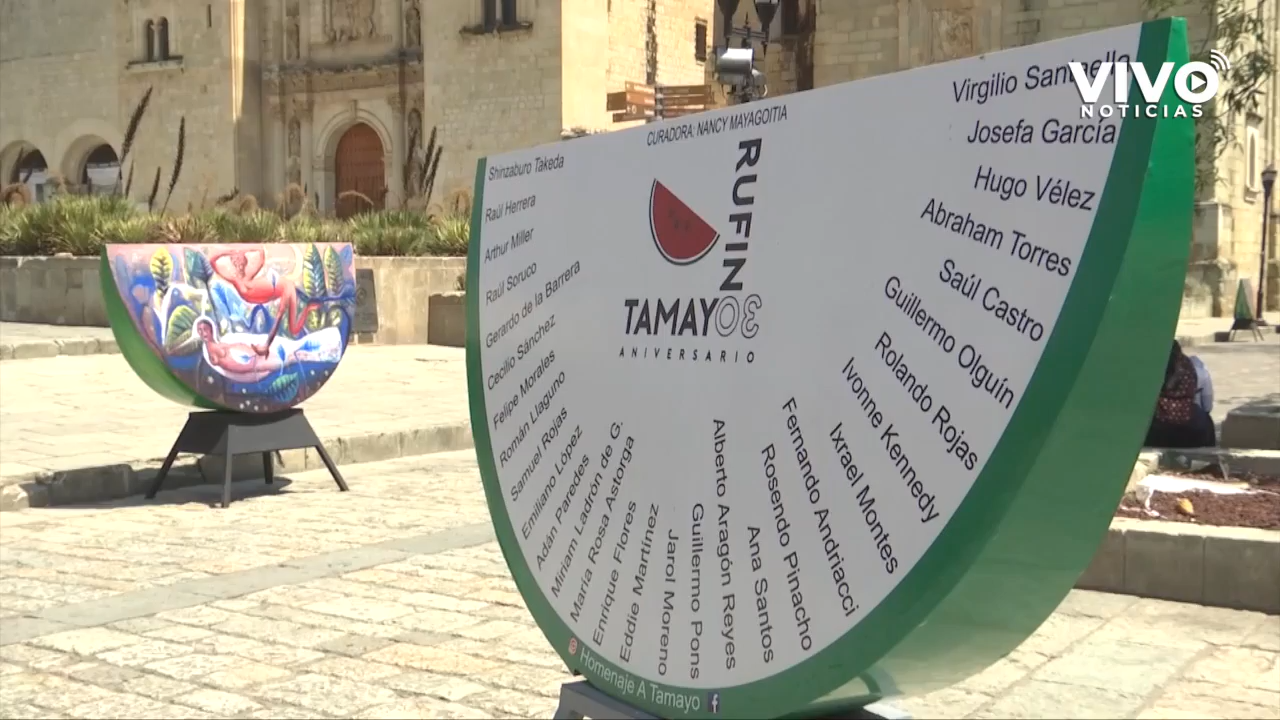 VIVO
NOTICIAS
CURADORA: NANCY MAYAGOITIA
RUFINO
TAMAYO30
ANIVERSARIO
Shinzaburo Takeda
Raúl Herrera
Arthur Miller
Raúl Soruco
Gerardo de la Barrera
Cecilio Sánchez
Felipe Morales
Román Llaguno
Samuel Rojas
Emiliano López
Adán Paredes
Miriam Ladrón de G.
María Rosa Astorga
Enrique Flores
Eddie Martínez
Jarol Moreno
Guillermo Pons
Alberto Aragón Reyes
Ana Santos
Rosendo Pinacho
Fernando Andriacci
Ixrael Montes
Ivonne Kennedy
Rolando Rojas
Guillermo Olguín
Saúl Castro
Abraham Torres
Hugo Vélez
Josefa García
Virgilio
Homenaje A Tamayo f